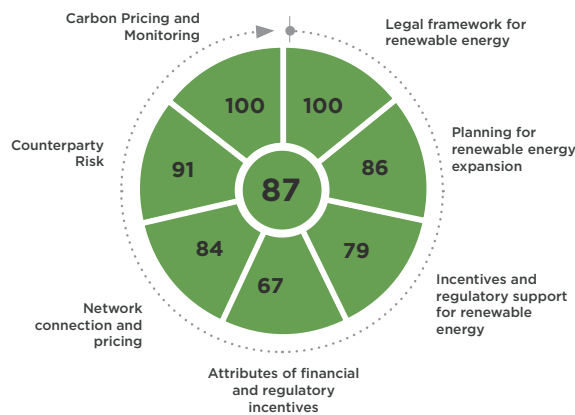 Legal framework for
renewable energy
100
Planning for
renewable energy
expansion
86
Incentives and
regulatory support
for renewable
energy
79
Attributes of financial
and regulatory
incentives
67
Network
connection and
pricing
84
Counterparty
Risk
91
Carbon Pricing and
Monitoring
100
87